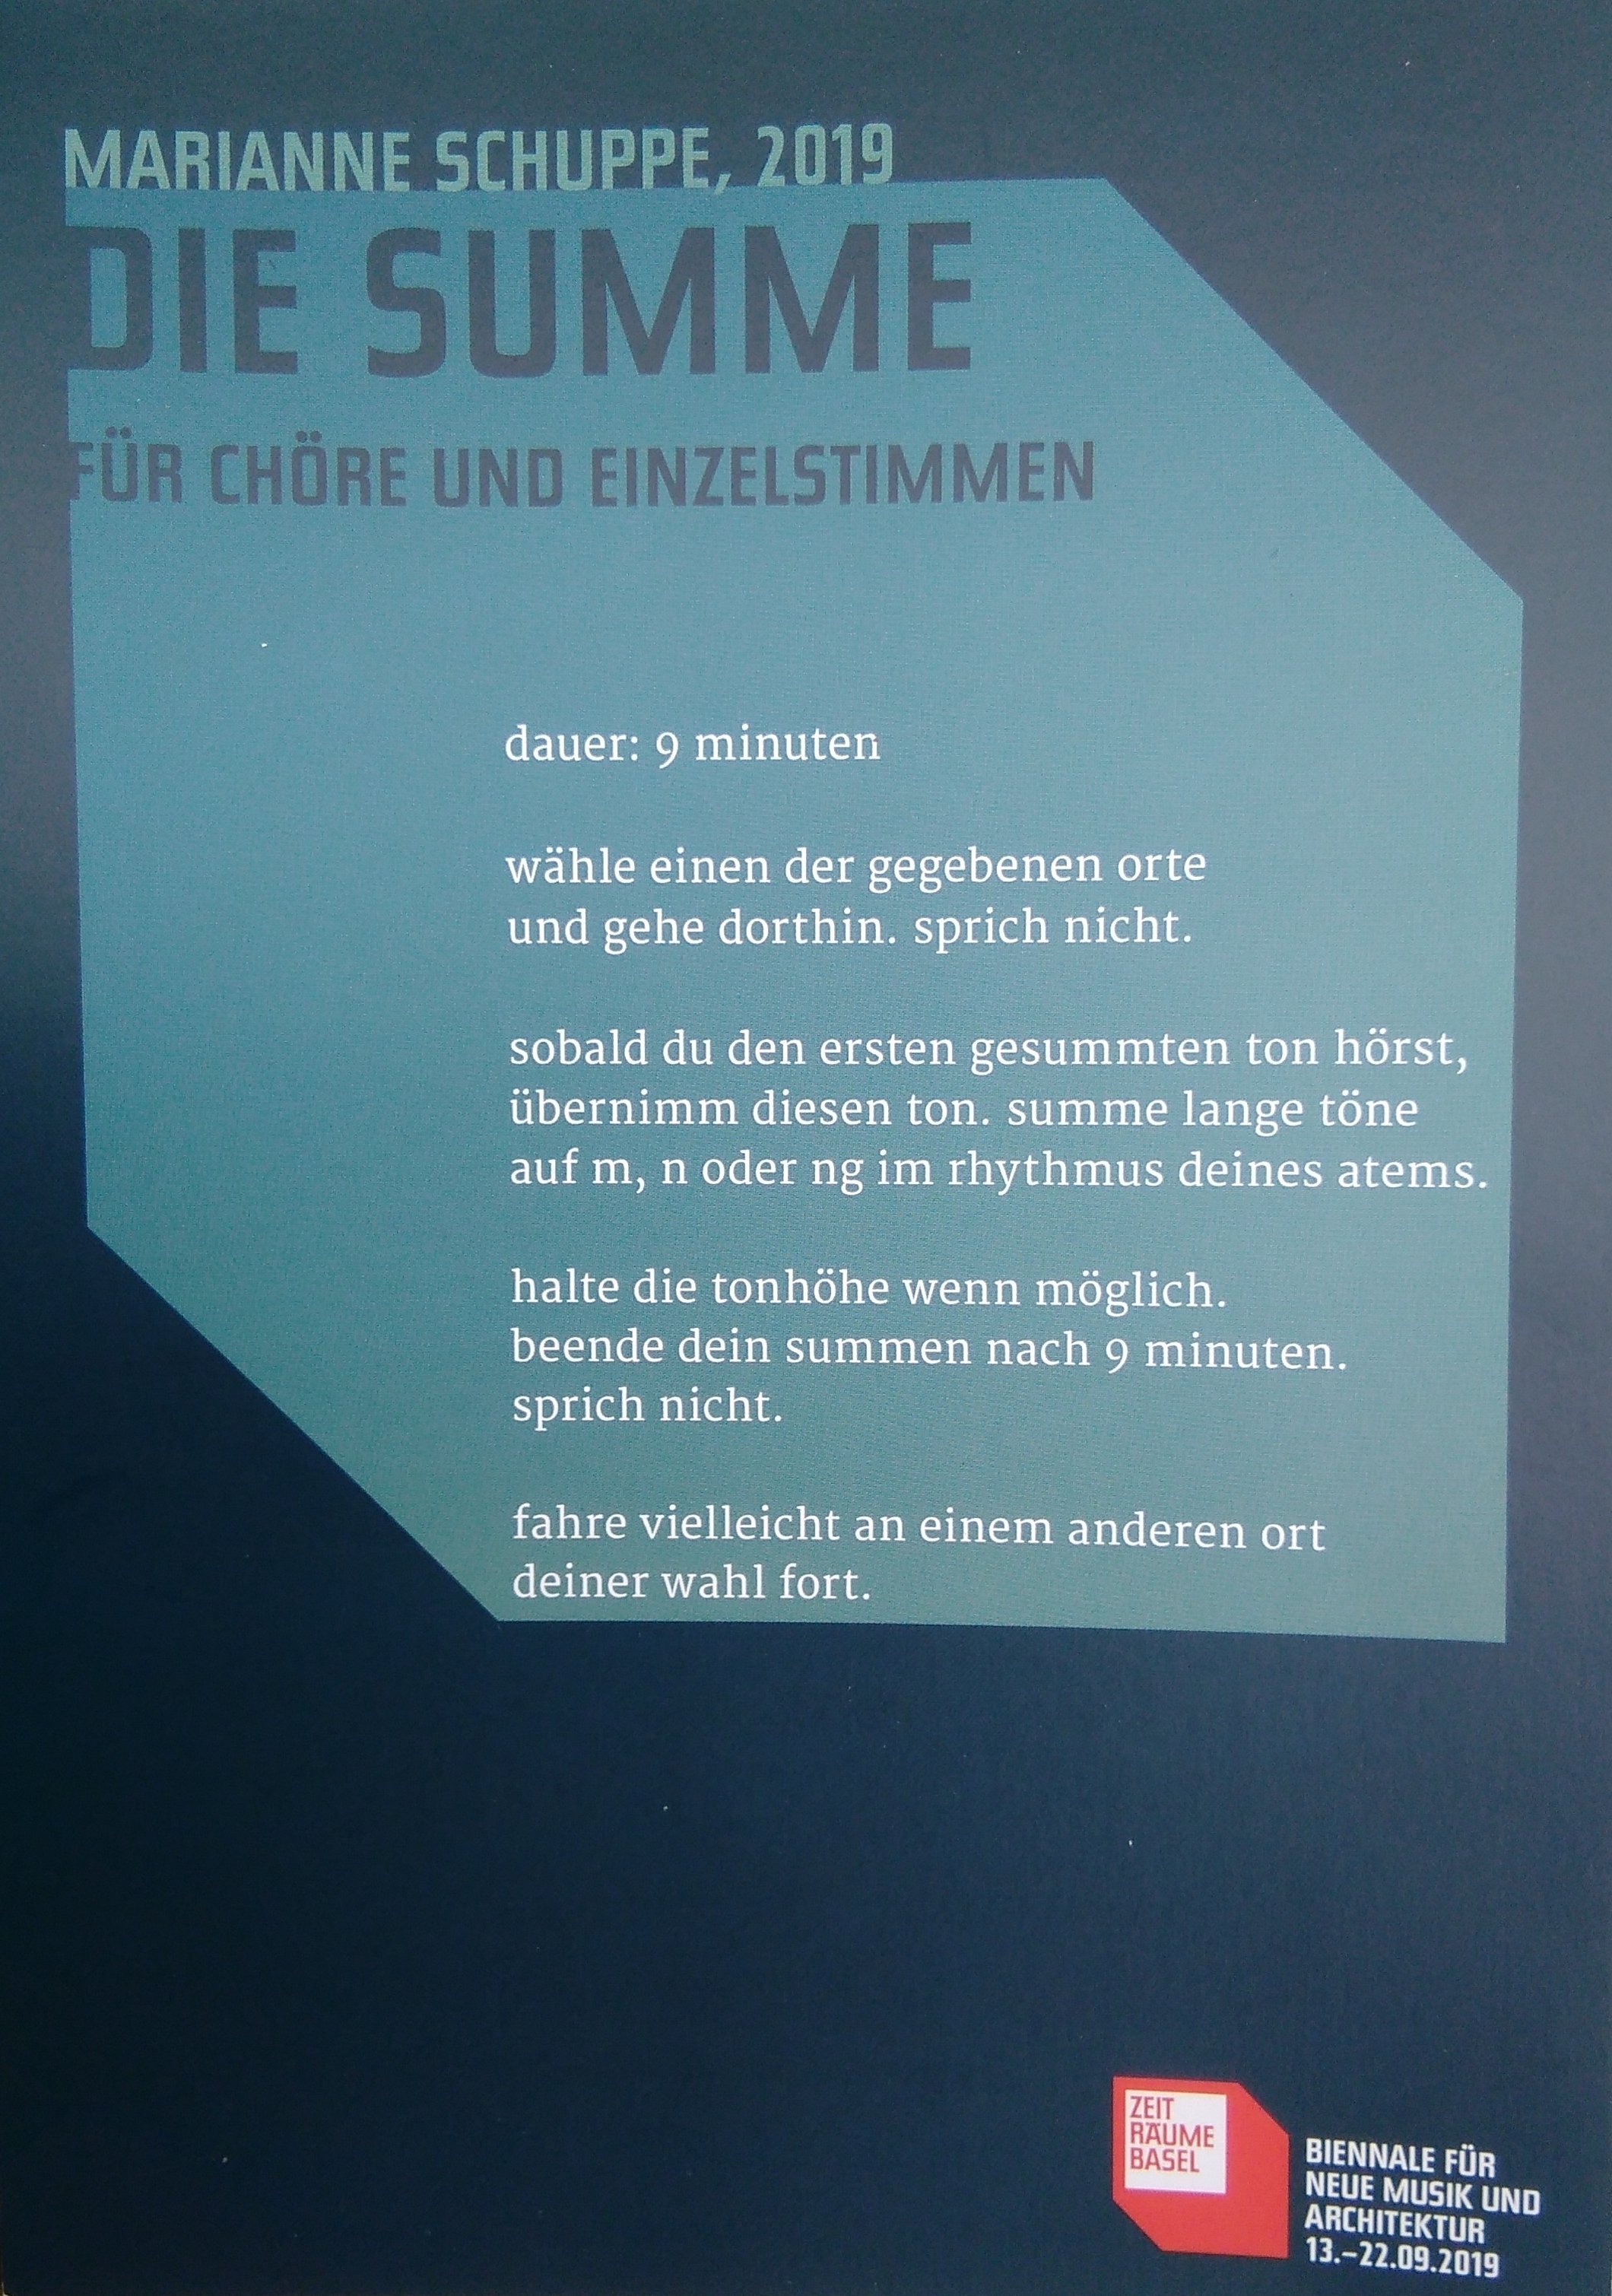 MARIANNE SCHUPPE, 2019
DIE SUMME
FÜR CHÖRE UND EINZELSTIMMEN
dauer: 9 minuten
wähle einen der gegebenen orte
und gehe dorthin. sprich nicht.
sobald du den ersten gesummten ton hörst,
übernimm diesen ton. summe lange töne
auf m, n oder ng im rhythmus deines atems.
halte die tonhöhe wenn möglich.
beende dein summen nach 9 minuten.
sprich nicht.
fahre vielleicht an einem anderen ort
deiner wahl fort.
ZEIT
RÄUME
BASEL
BIENNALE FÜR
NEUE MUSIK UND
ARCHITEKTUR
13.–22.09.2019